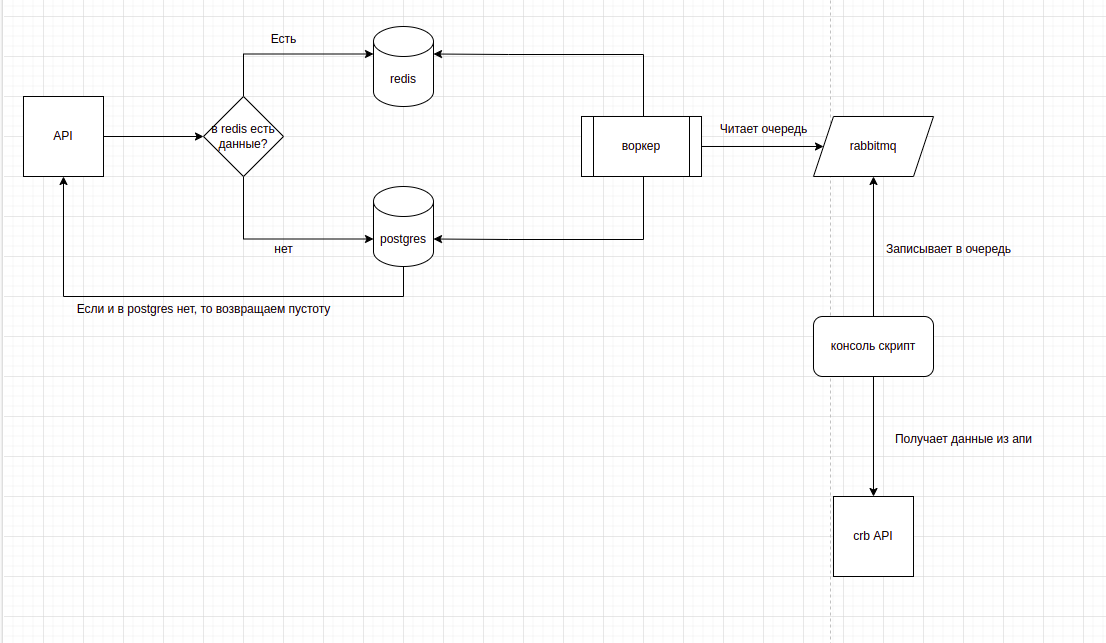 Есть
redis
API
в redis есть
данные?
воркер
Читает очередь
rabbitmq
postgres
нет
Записывает в очередь
Если и в postgres нет, то возвращаем пустоту
консоль скрипт
Получает данные из апи
crb API